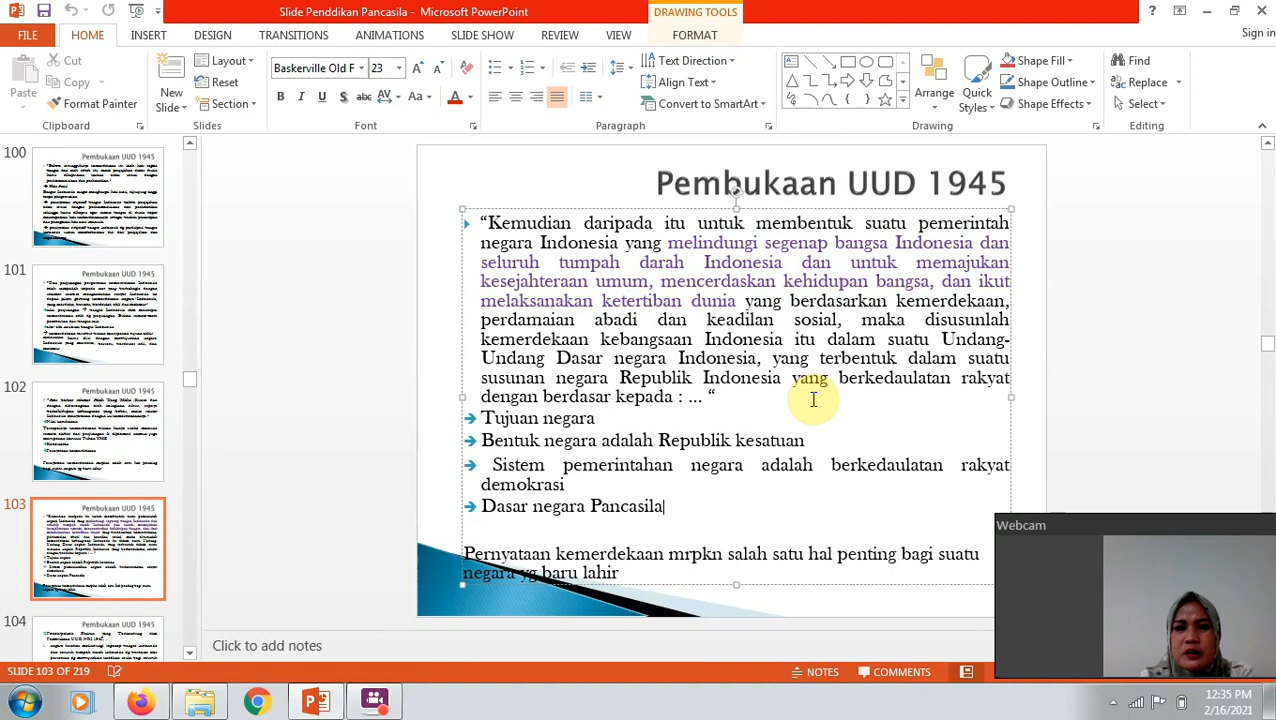 Slide Penddikan Pancasila - Microsoft PowerPoint
DRAWING TOOLS
FILE HOME INSERT DESIGN TRANSITIONS ANIMATIONS SLIDE SHOW REVIEW VIEW FORMAT Sign in
Paste
Cut
Copy
Format Painter
Clipboard
New Slide
Layout
Reset
Section
Slides
Baskerville Old F 23
Font
Text Direction
Align Text
Convert to SmartArt
Paragraph
Arrange
Quick Styles
Shape Fill
Shape Outline
Shape Effects
Drawing
Find
Replace
Select
Editing
100
Pembukaan UUD 1945
101
Pembukaan UUD 1945
102
Pembukaan UUD 1945
103
Pembukaan UUD 1945
104
Pembukaan UUD 1945
Pembukaan UUD 1945
“Kemudian daripada itu untuk membentuk suatu pemerintah
negara Indonesia yang melindungi segenap bangsa Indonesia dan
seluruh tumpah darah Indonesia dan untuk memajukan
kesejahteraan umum, mencerdaskan kehidupan bangsa, dan ikut
melaksanakan ketertiban dunia yang berdasarkan kemerdekaan,
perdamaian abadi dan keadilan sosial, maka disusunlah
kemerdekaan kebangsaan Indonesia itu dalam suatu Undang-
Undang Dasar negara Indonesia, yang terbentuk dalam suatu
susunan negara Republik Indonesia yang berkedaulatan rakyat
dengan berdasar kepada : ... “
Tujuan negara
Bentuk negara adalah Republik kesatuan
Sistem pemerintahan negara adalah berkedaulatan rakyat
demokrasi
Dasar negara Pancasila
Pernyataan kemerdekaan mrpkn salah satu hal penting bagi suatu
negara yg baru lahir
Webcam
Click to add notes
SLIDE 103 OF 219
NOTES
COMMENTS
12:35 PM
2/16/2021